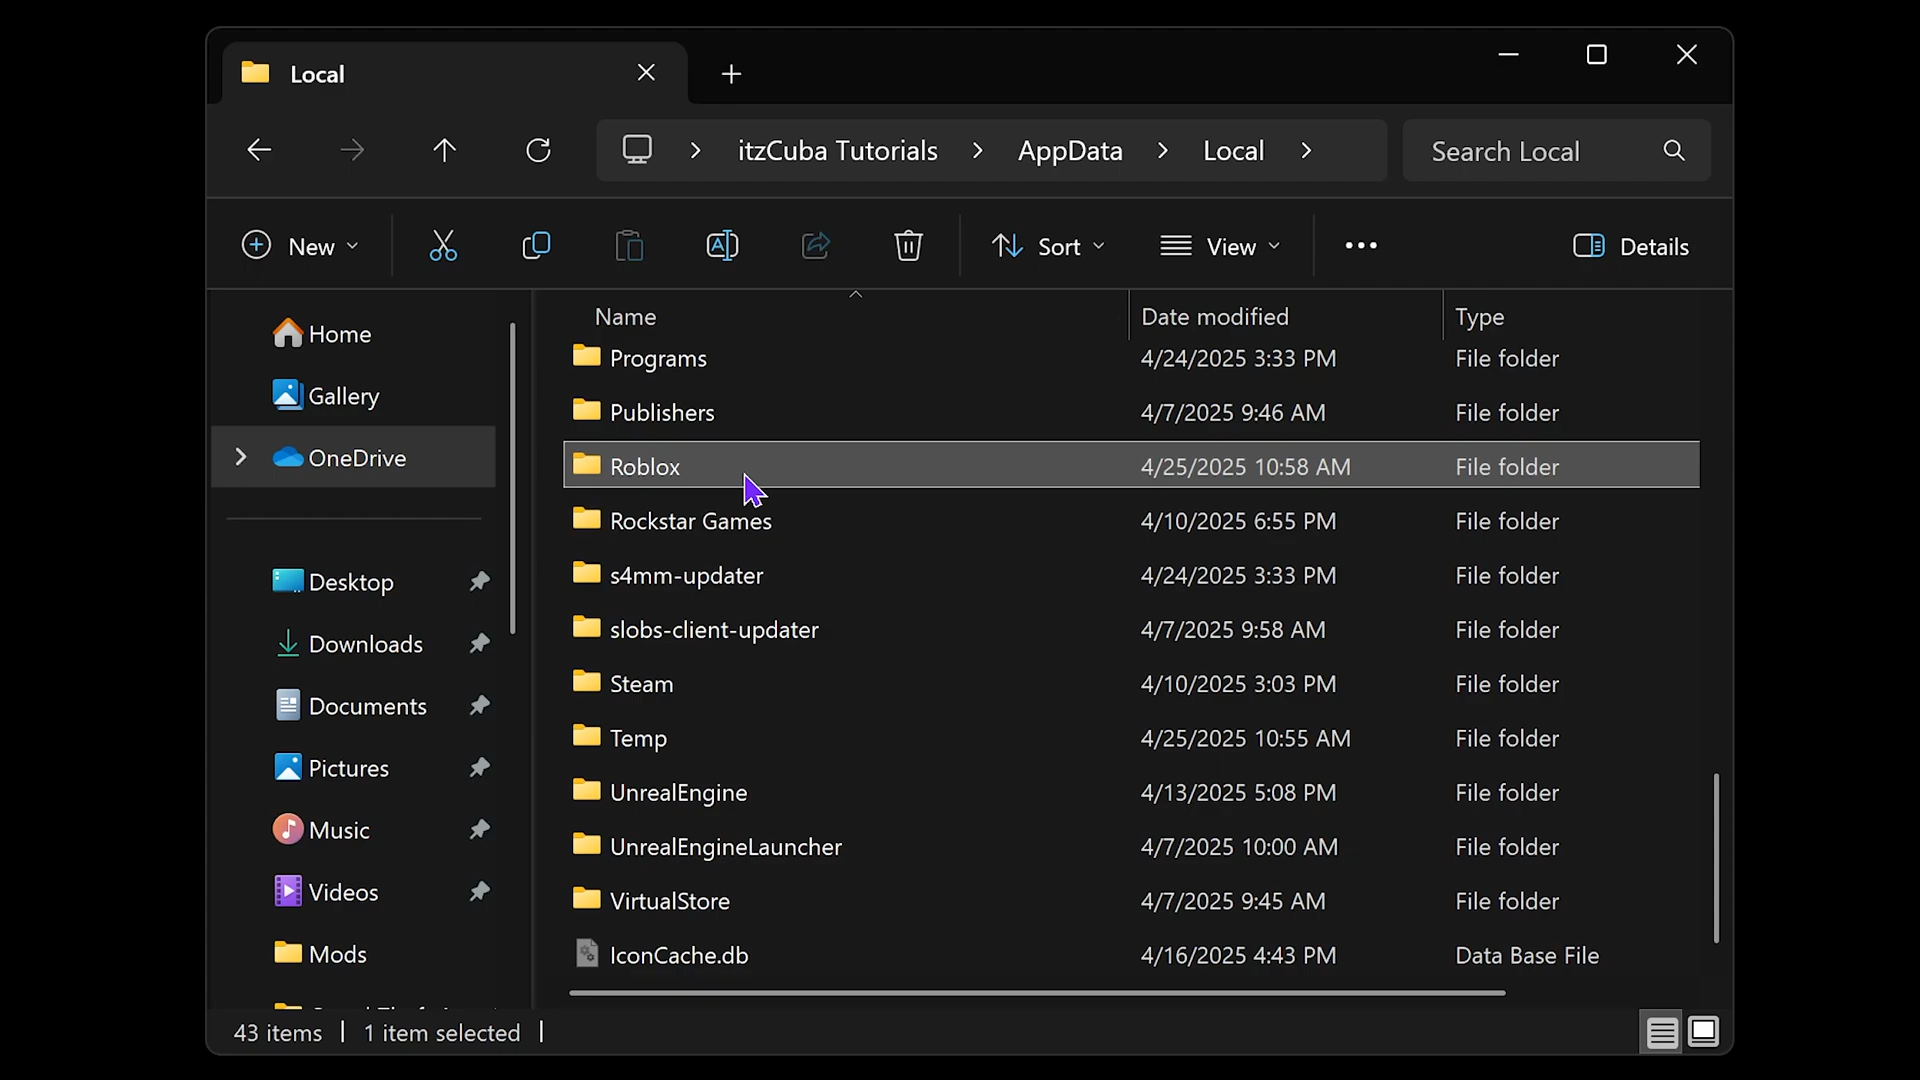 Local
itzCuba Tutorials AppData Local
Search Local
New
Sort
View
Details
Name Date modified Type
Home
Gallery
OneDrive
Desktop
Downloads
Documents
Pictures
Music
Videos
Mods
Programs 4/24/2025 3:33 PM File folder
Publishers 4/7/2025 9:46 AM File folder
Roblox 4/25/2025 10:58 AM File folder
Rockstar Games 4/10/2025 6:55 PM File folder
s4mm-updater 4/24/2025 3:33 PM File folder
slobs-client-updater 4/7/2025 9:58 AM File folder
Steam 4/10/2025 3:03 PM File folder
Temp 4/25/2025 10:55 AM File folder
UnrealEngine 4/13/2025 5:08 PM File folder
UnrealEngineLauncher 4/7/2025 10:00 AM File folder
VirtualStore 4/7/2025 9:45 AM File folder
IconCache.db 4/16/2025 4:43 PM Data Base File
43 items
1 item selected